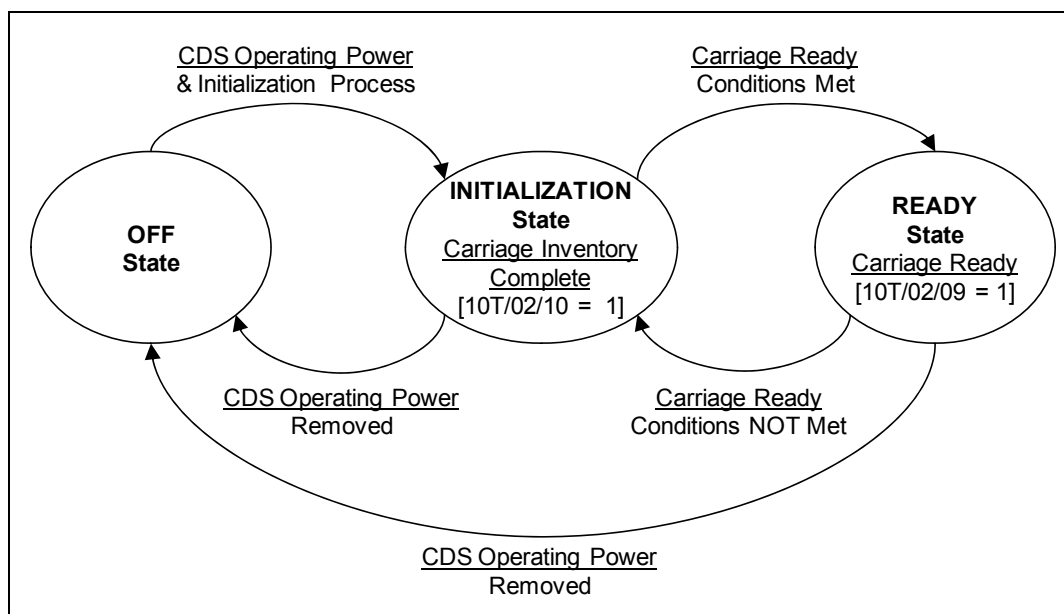 CDS Operating Power
& Initialization Process
Carriage Ready
Conditions Met
OFF
State
INITIALIZATION
State
Carriage Inventory
Complete
[10T/02/10 = 1]
READY
State
Carriage Ready
[10T/02/09 = 1]
CDS Operating Power
Removed
Carriage Ready
Conditions NOT Met
CDS Operating Power
Removed